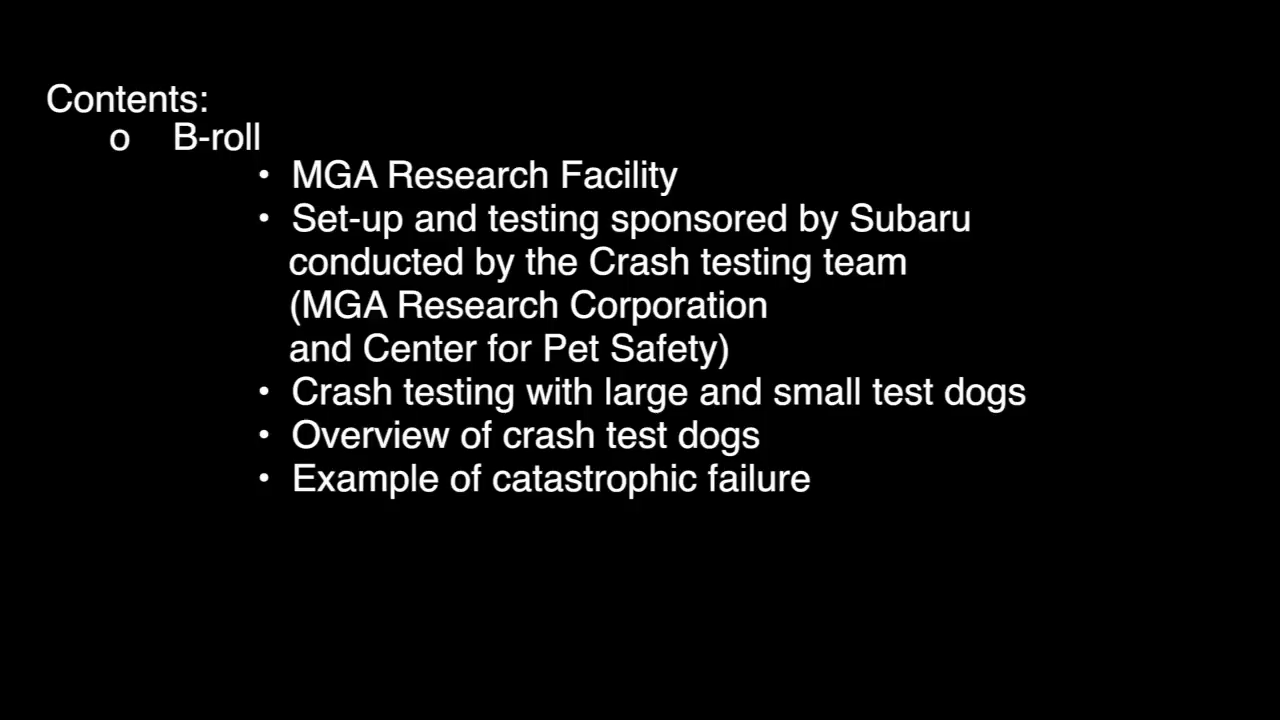 Contents:
o B-roll
• MGA Research Facility
• Set-up and testing sponsored by Subaru
conducted by the Crash testing team
(MGA Research Corporation
and Center for Pet Safety)
• Crash testing with large and small test dogs
• Overview of crash test dogs
• Example of catastrophic failure